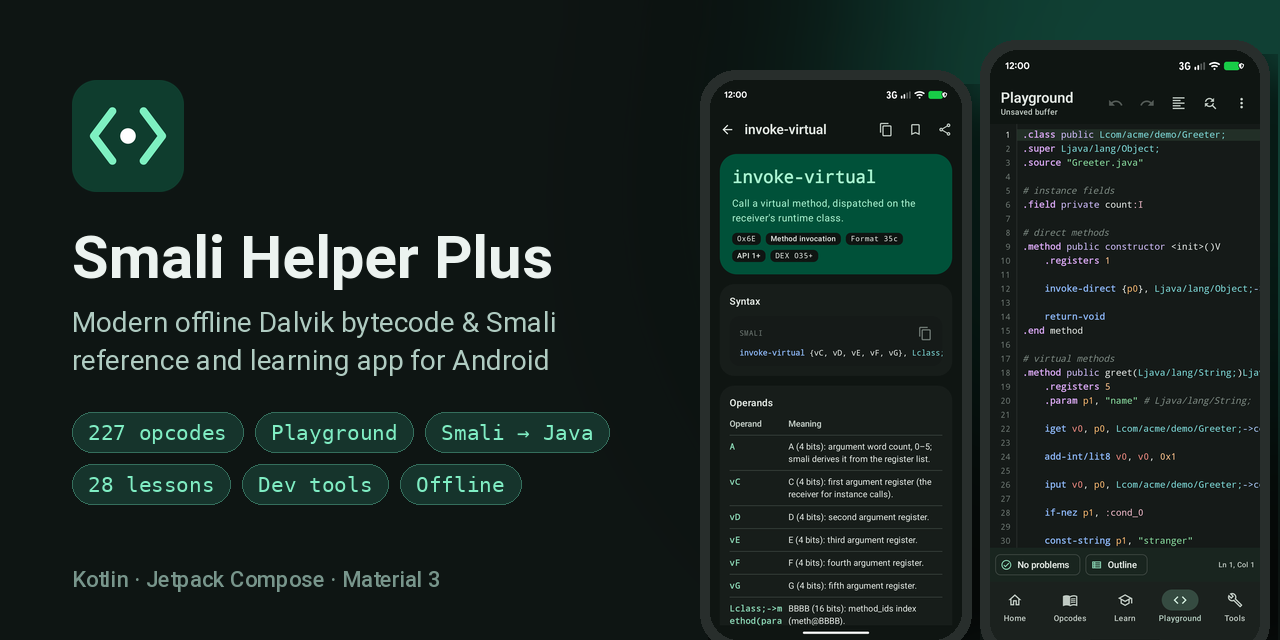 Smali Helper Plus
Modern offline Dalvik bytecode & Smali
reference and learning app for Android
227 opcodes
Playground
Smali → Java
28 lessons
Dev tools
Offline
Kotlin · Jetpack Compose · Material 3
12:00
3G
invoke-virtual
invoke-virtual
Call a virtual method, dispatched on the
receiver's runtime class.
0x6E
Method invocation
Format 35c
API 1+
DEX 035+
Syntax
SMALI
invoke-virtual {vC, vD, vE, vF, vG}, Lclass;
Operands
Operand Meaning
A A (4 bits): argument word count, 0–5;
smali derives it from the register list.
vC C (4 bits): first argument register (the
receiver for instance calls).
vD D (4 bits): second argument register.
vE E (4 bits): third argument register.
vF F (4 bits): fourth argument register.
vG G (4 bits): fifth argument register.
Lclass;->m BBBB (16 bits): method_ids index
ethod(para (meth@BBBB).
12:00
3G
Playground
Unsaved buffer
1 .class public Lcom/acme/demo/Greeter;
2 .super Ljava/lang/Object;
3 .source "Greeter.java"
4
5 # instance fields
6 .field private count:I
7
8 # direct methods
9 .method public constructor <init>()V
10 .registers 1
11
12 invoke-direct {p0}, Ljava/lang/Object;-
13
14 return-void
15 .end method
16
17 # virtual methods
18 .method public greet(Ljava/lang/String;)Ljav
19 .registers 5
20 .param p1, "name" # Ljava/lang/String;
21
22 iget v0, p0, Lcom/acme/demo/Greeter;->co
23
24 add-int/lit8 v0, v0, 0x1
25
26 iput v0, p0, Lcom/acme/demo/Greeter;->co
27
28 if-nez p1, :cond_0
29
30 const-string p1, "stranger"
No problems
Outline
Ln 1, Col 1
Home
Opcodes
Learn
Playground
Tools